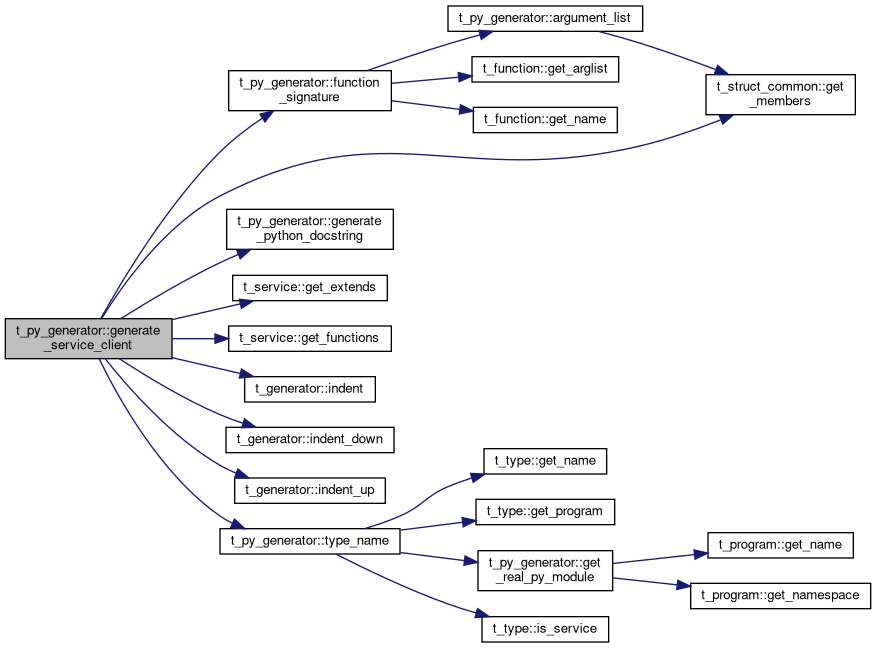 t_py_generator::argument_list
t_py_generator::function
_signature
t_function::get_arglist
t_struct_common::get
_members
t_function::get_name
t_py_generator::generate
_python_docstring
t_service::get_extends
t_py_generator::generate
_service_client
t_service::get_functions
t_generator::indent
t_generator::indent_down
t_generator::indent_up
t_type::get_name
t_type::get_program
t_py_generator::type_name
t_py_generator::get
_real_py_module
t_program::get_name
t_program::get_namespace
t_type::is_service